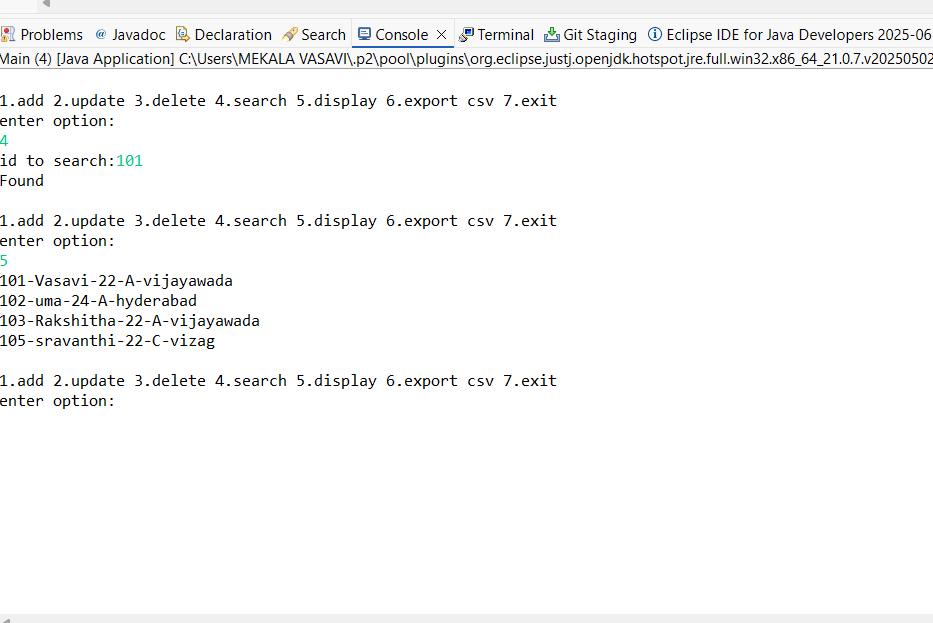 Problems @ Javadoc Declaration Search Console Terminal Git Staging Eclipse IDE for Java Developers 2025-06
Main (4) [Java Application] C:\Users\MEKALA VASAVI\.p2\pool\plugins\org.eclipse.justj.openjdk.hotspot.jre.full.win32.x86_64_21.0.7.v20250502
1.add 2.update 3.delete 4.search 5.display 6.export csv 7.exit
enter option:
4
id to search:101
Found
1.add 2.update 3.delete 4.search 5.display 6.export csv 7.exit
enter option:
5
101-Vasavi-22-A-vijayawada
102-uma-24-A-hyderabad
103-Rakshitha-22-A-vijayawada
105-sravanthi-22-C-vizag
1.add 2.update 3.delete 4.search 5.display 6.export csv 7.exit
enter option: